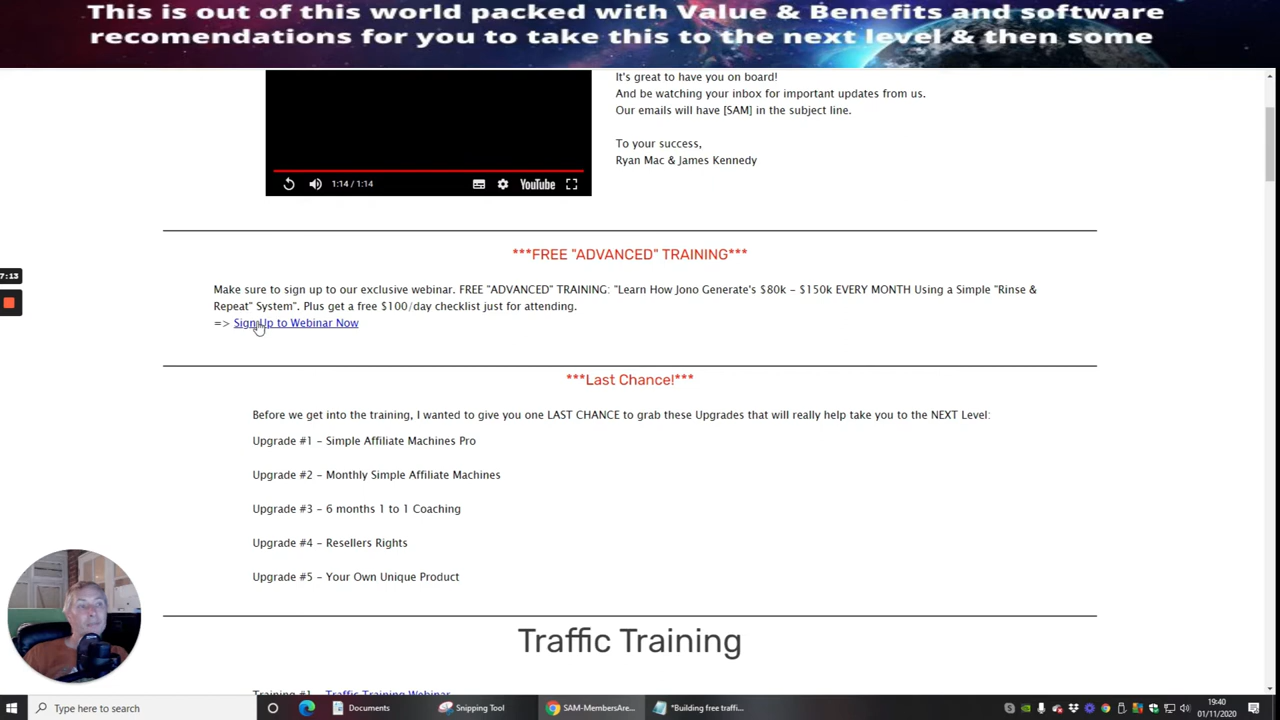 This is out of this world packed with Value & Benefits and software
recomendations for you to take this to the next level & then some
It's great to have you on board!
And be watching your inbox for important updates from us.
Our emails will have [SAM] in the subject line.
To your success,
Ryan Mac & James Kennedy
1:14 / 1:14
YouTube
7:13
***FREE "ADVANCED" TRAINING***
Make sure to sign up to our exclusive webinar. FREE "ADVANCED" TRAINING: "Learn How Jono Generate's $80k - $150k EVERY MONTH Using a Simple "Rinse &
Repeat" System". Plus get a free $100/day checklist just for attending.
=> Sign Up to Webinar Now
***Last Chance!***
Before we get into the training, I wanted to give you one LAST CHANCE to grab these Upgrades that will really help take you to the NEXT Level:
Upgrade #1 - Simple Affiliate Machines Pro
Upgrade #2 - Monthly Simple Affiliate Machines
Upgrade #3 - 6 months 1 to 1 Coaching
Upgrade #4 - Resellers Rights
Upgrade #5 - Your Own Unique Product
Traffic Training
Training #1 - Traffic Training Webinar
Type here to search
Documents
Snipping Tool
SAM-MembersAre...
*Building free traffi...
19:40
01/11/2020